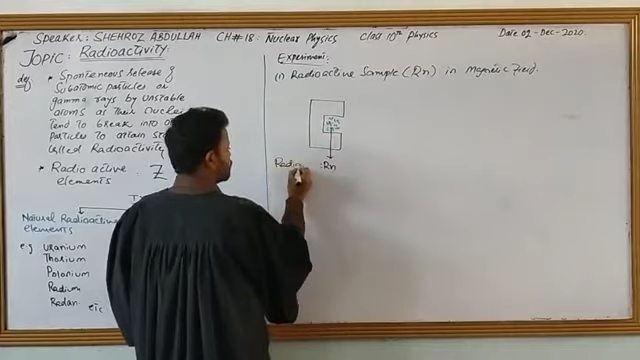 Speaker: SHEHROZ ABDULLAH CH#18: Nuclear Physics Class 10th Physics Date 02-Dec-2020.
Topic: Radioactivity:
def
• Spontaneous release of
Subatomic particles or
gamma rays by unstable
atoms as their nuclei
tend to break into
Particles to attain
called Radioactivity
• Radio active : Z
elements
Natural Radioactive
elements
e.g Uranium
Thorium
Polonium
Radium
Radan. etc
Experiment:
(1) Radioactive Sample (Rn) in Magnetic Field.
Radi :Rn